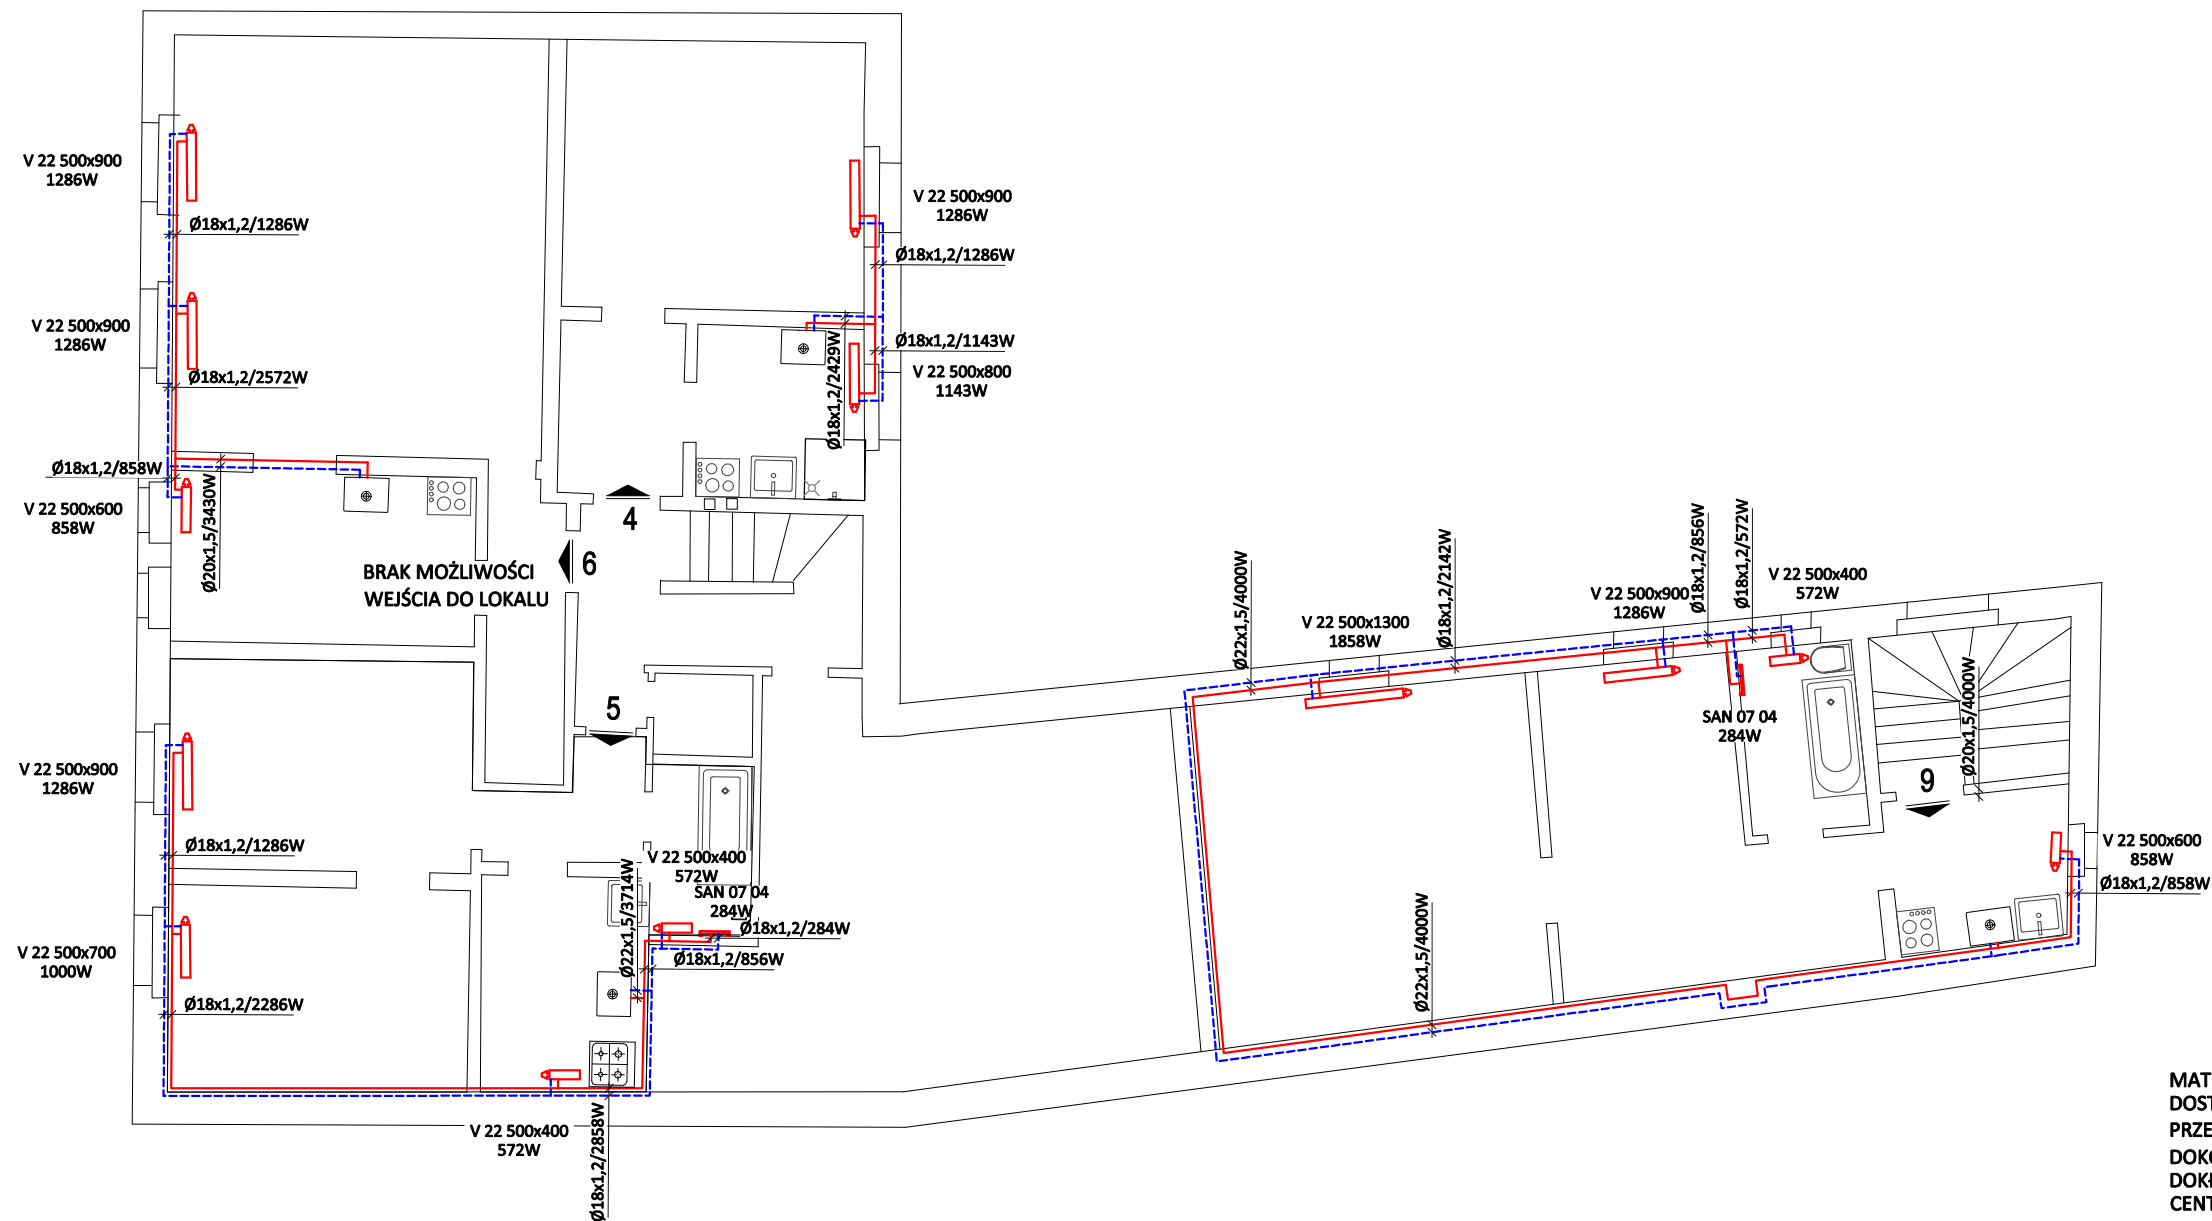 V 22 500x900
1286W
Ø18x1,2/1286W
V 22 500x900
1286W
Ø18x1,2/2572W
Ø18x1,2/858W
V 22 500x600
858W
Ø20x1,5/3430W
BRAK MOŻLIWOŚCI
WEJŚCIA DO LOKALU
6
4
5
V 22 500x900
1286W
Ø18x1,2/1286W
Ø18x1,2/1143W
V 22 500x800
1143W
Ø18x1,2/2429W
V 22 500x900
1286W
Ø18x1,2/1286W
V 22 500x700
1000W
Ø18x1,2/2286W
V 22 500x400
572W
SAN 07 04
284W
Ø22x1,5/3714W
Ø18x1,2/284W
Ø18x1,2/856W
V 22 500x400
572W
Ø18x1,2/2858W
Ø22x1,5/4000W
V 22 500x1300
1858W
Ø18x1,2/2142W
V 22 500x900
1286W
Ø18x1,2/856W
Ø18x1,2/572W
V 22 500x400
572W
SAN 07 04
284W
Ø20x1,5/4000W
9
V 22 500x600
858W
Ø18x1,2/858W
Ø22x1,5/4000W
MAT
DOST
PRZE
DOK
DOKŁ
CENT